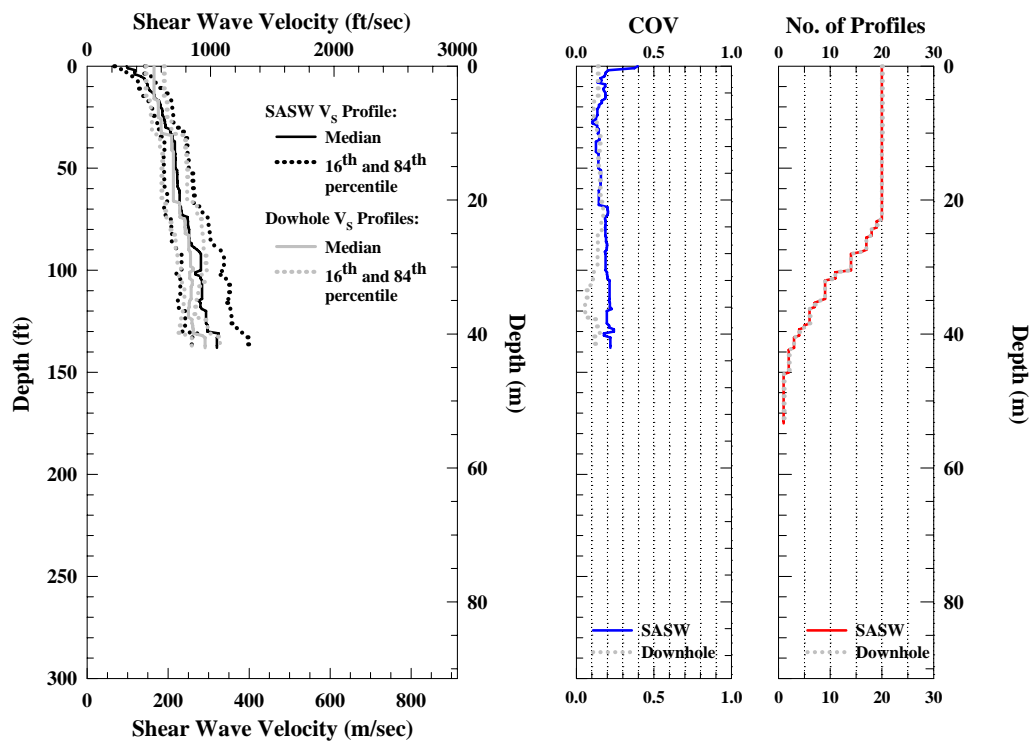 Shear Wave Velocity (ft/sec)
0 1000 2000 3000
COV
0.0 0.5 1.0
No. of Profiles
0 10 20 30
0
50
100
150
200
250
300
Depth (ft)
SASW V_S Profile:
Median
16th and 84th
percentile
Dowhole V_S Profiles:
Median
16th and 84th
percentile
0
20
40
60
80
Depth (m)
0 200 400 600 800
Shear Wave Velocity (m/sec)
SASW
Downhole
0.0 0.5 1.0
SASW
Downhole
0 10 20 30
0
20
40
60
80
Depth (m)